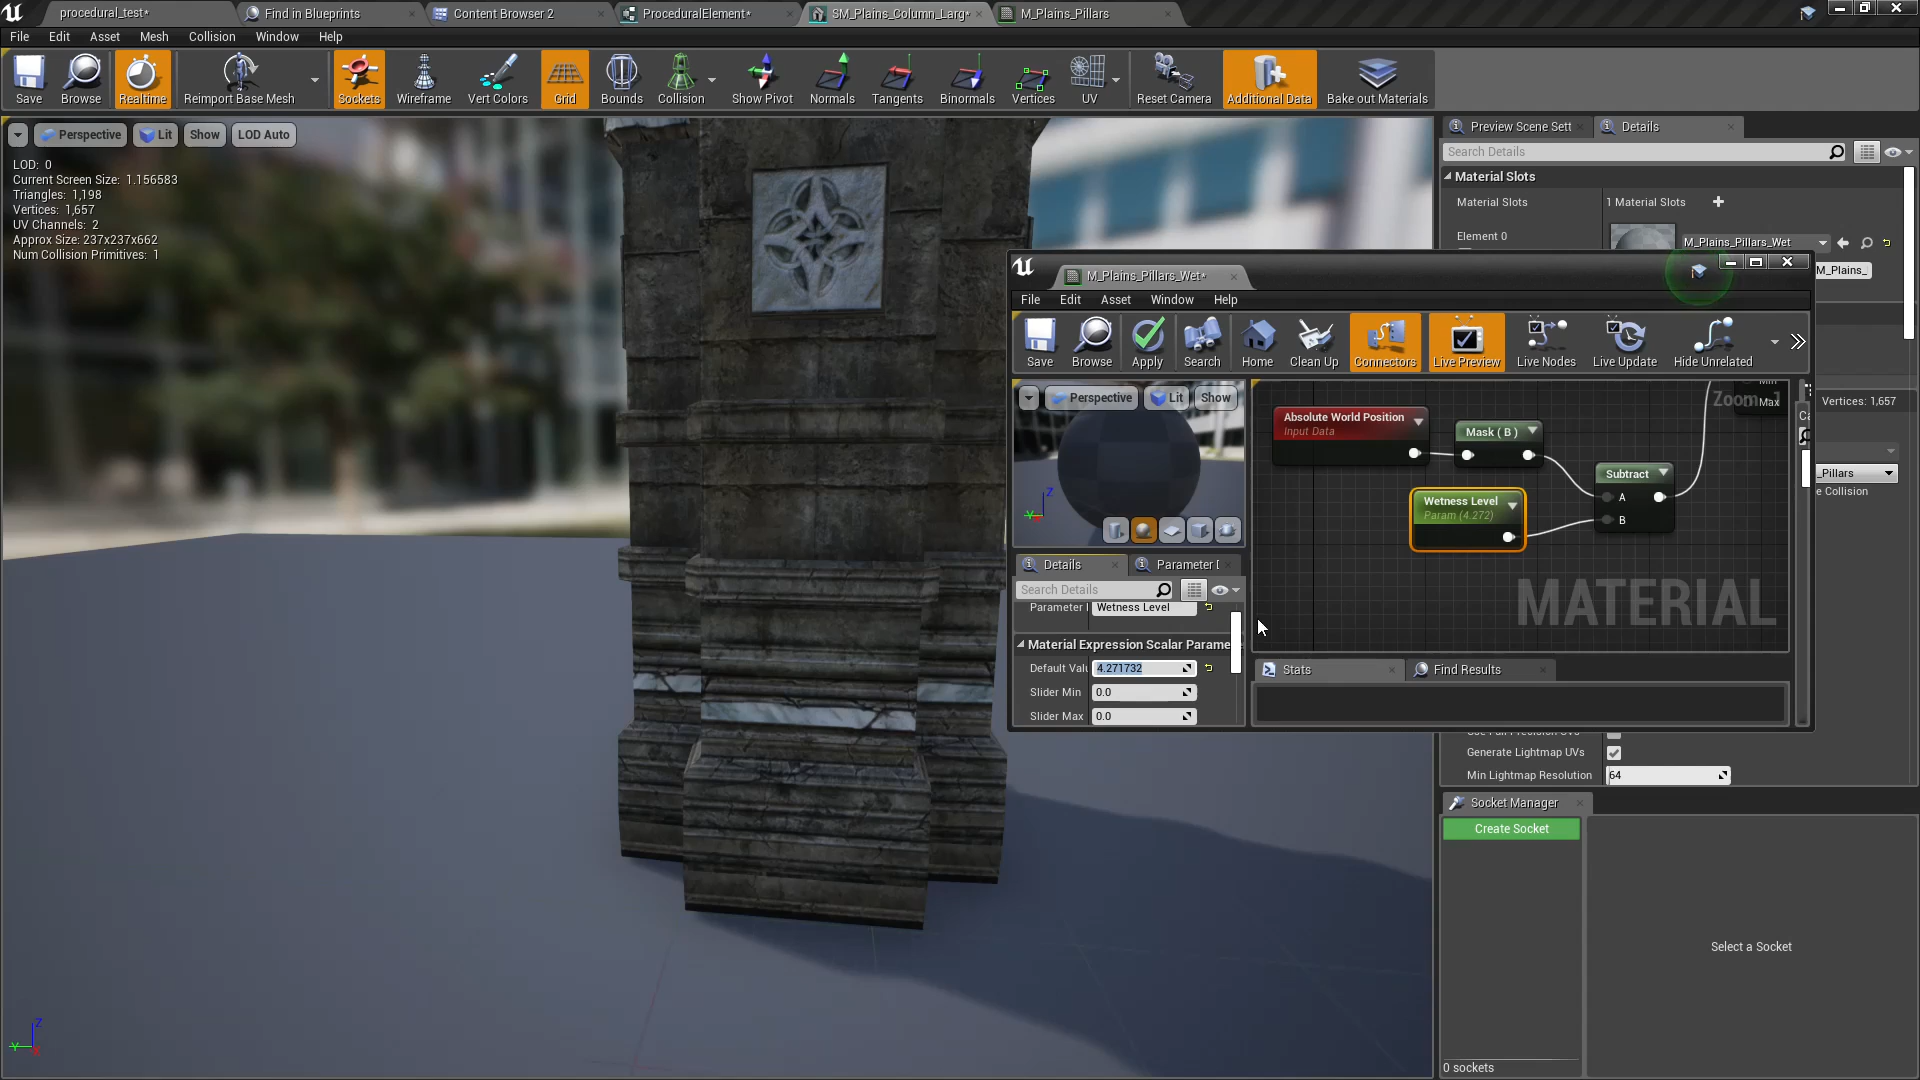 procedural_test*
Find in Blueprints
Content Browser 2
ProceduralElement*
SM_Plains_Column_Larg*
M_Plains_Pillars
File Edit Asset Mesh Collision Window Help
Save Browse Realtime Reimport Base Mesh Sockets Wireframe Vert Colors Grid Bounds Collision Show Pivot Normals Tangents Binormals Vertices UV Reset Camera Additional Data Bake out Materials
Perspective Lit Show LOD Auto
LOD: 0
Current Screen Size: 1.156583
Triangles: 1,198
Vertices: 1,657
UV Channels: 2
Approx Size: 237x237x662
Num Collision Primitives: 1
Preview Scene Sett
Details
Search Details
Material Slots
Material Slots 1 Material Slots
Element 0
M_Plains_Pillars_Wet
M_Plains_
M_Plains_Pillars_Wet*
File Edit Asset Window Help
Save Browse Apply Search Home Clean Up Connectors Live Preview Live Nodes Live Update Hide Unrelated
Perspective Lit Show
Z
Y
Details
Parameter
Search Details
Wetness Level
Material Expression Scalar Parame
Default Valu 4.271732
Slider Min 0.0
Slider Max 0.0
Zoom -1
Max
Absolute World Position
Input Data
Mask ( B )
Subtract
A
B
Wetness Level
Param (4.272)
MATERIAL
Stats
Find Results
Vertices: 1,657
_Pillars
e Collision
Generate Lightmap UVs
Min Lightmap Resolution 64
Socket Manager
Create Socket
Select a Socket
0 sockets
Z
Y
X